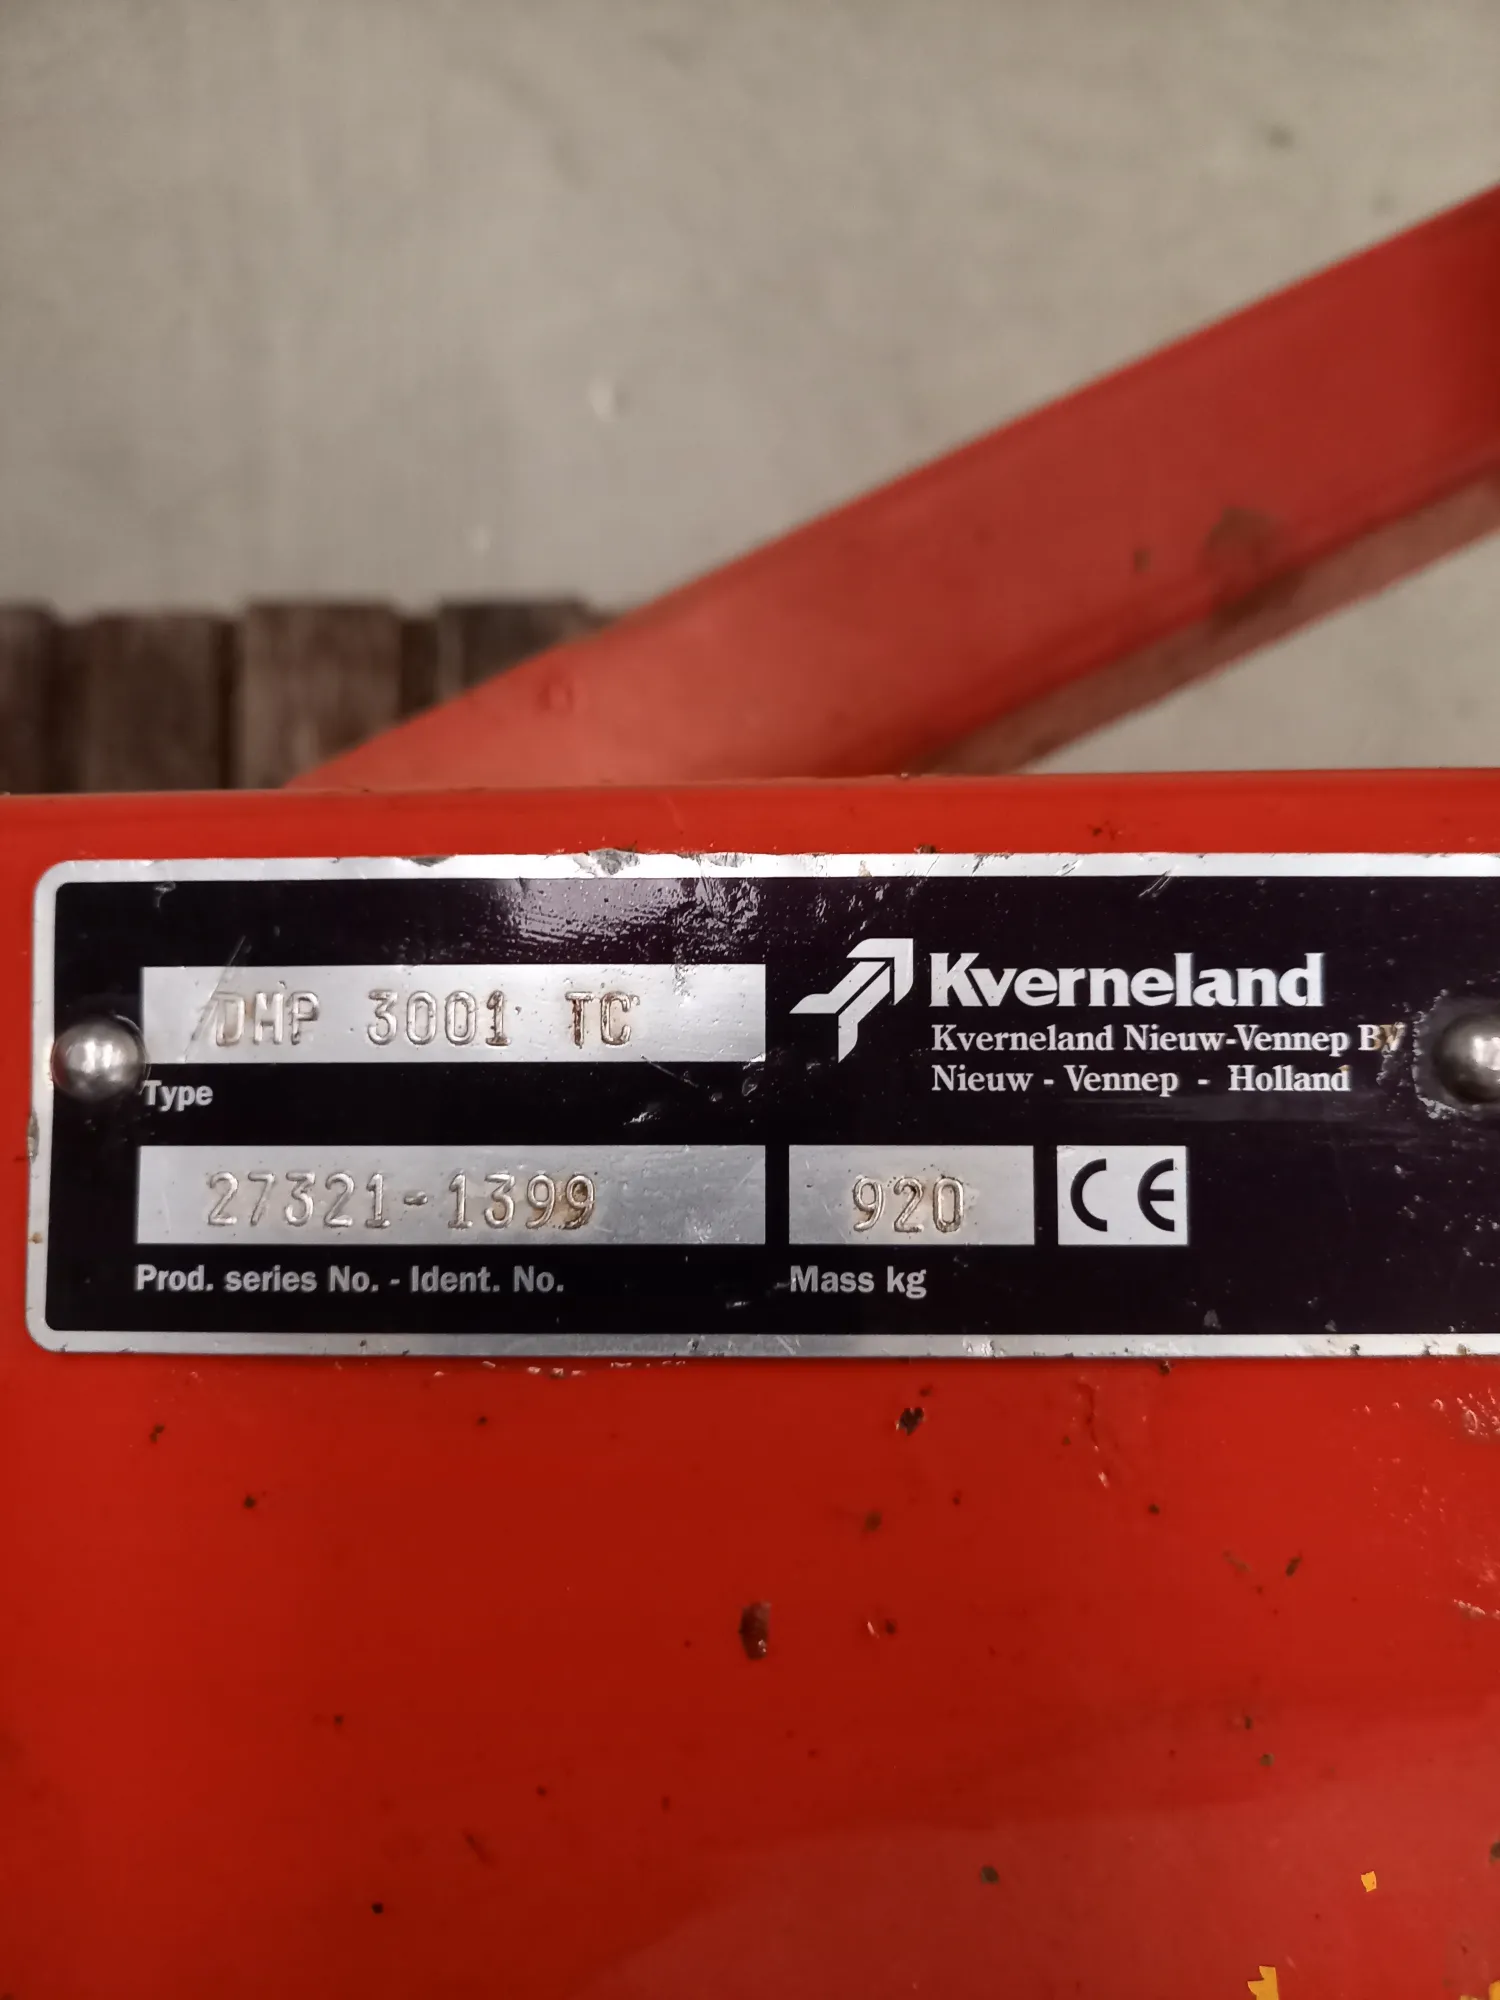 DMP 3001 TC
Type
Kverneland
Kverneland Nieuw-Vennep BV
Nieuw - Vennep - Holland
27321-1399
Prod. series No. - Ident. No.
920
Mass kg
CE